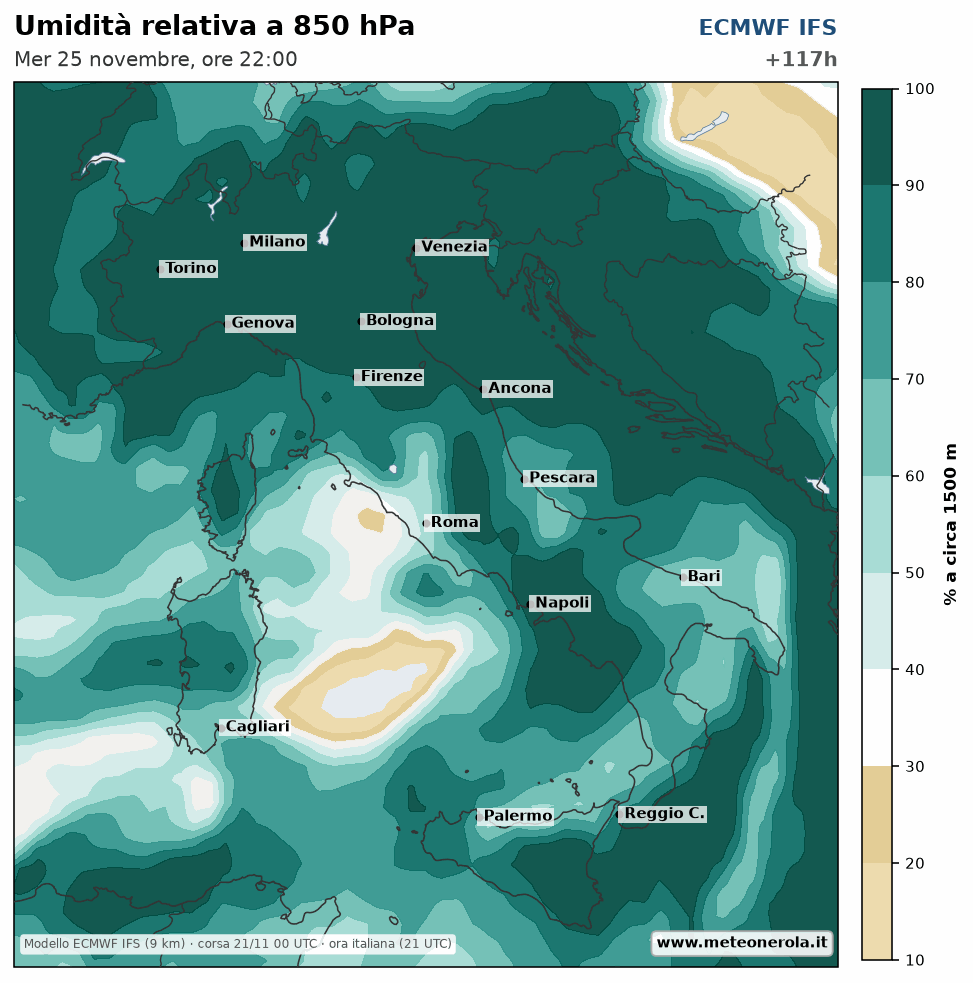 Umidità relativa a 850 hPa
ECMWF IFS
Mer 25 novembre, ore 22:00
+117h
100
90
80
70
60
50
40
30
20
10
% a circa 1500 m
Milano
Venezia
Torino
Genova
Bologna
Firenze
Ancona
Pescara
Roma
Bari
Napoli
Cagliari
Palermo
Reggio C.
Modello ECMWF IFS (9 km) · corsa 21/11 00 UTC · ora italiana (21 UTC)
www.meteonerola.it